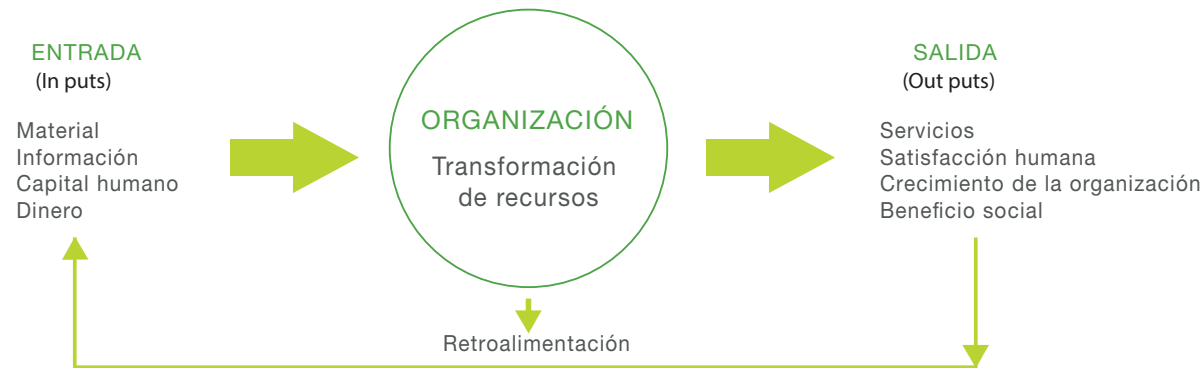 ENTRADA
(In puts)
Material
Información
Capital humano
Dinero
ORGANIZACIÓN
Transformación
de recursos
SALIDA
(Out puts)
Servicios
Satisfacción humana
Crecimiento de la organización
Beneficio social
Retroalimentación